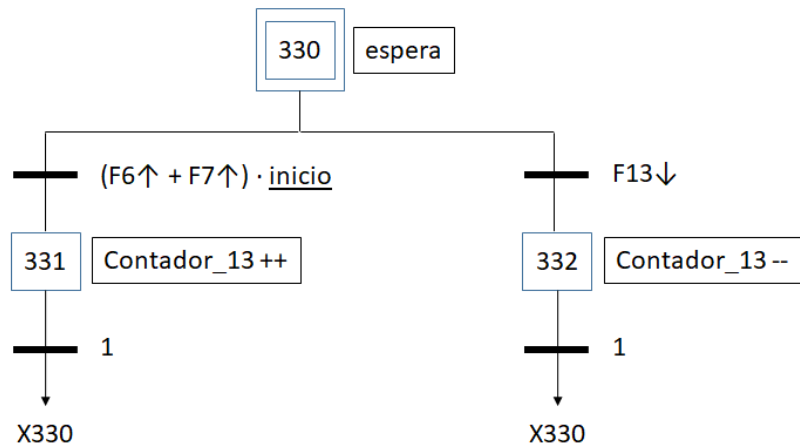 330 espera
(F6↑ + F7↑) · inicio
F13↓
331 Contador_13 ++
332 Contador_13 --
1
1
X330
X330